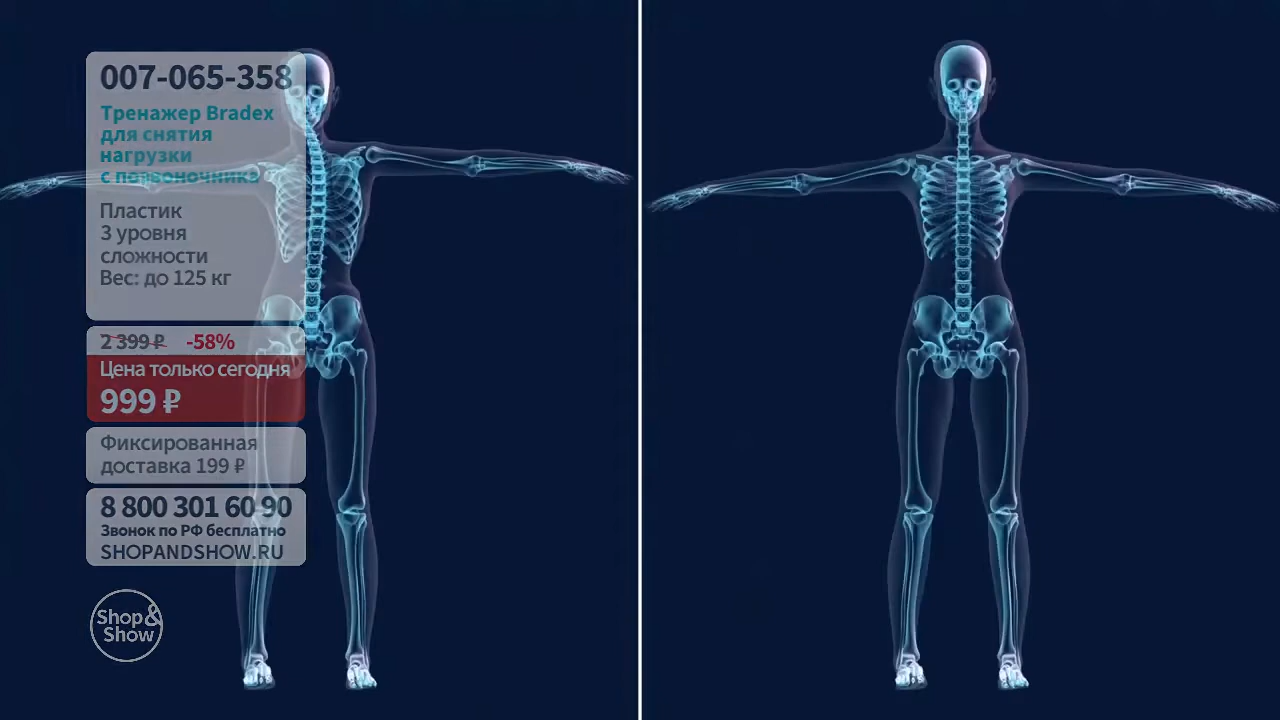 007-065-358
Тренажер Bradex
для снятия
нагрузки
с позвоночника
Пластик
3 уровня
сложности
Вес: до 125 кг
2 399 ₽ -58%
Цена только сегодня
999 ₽
Фиксированная
доставка 199 ₽
8 800 301 60 90
Звонок по РФ бесплатно
SHOPANDSHOW.RU
Shop&
Show